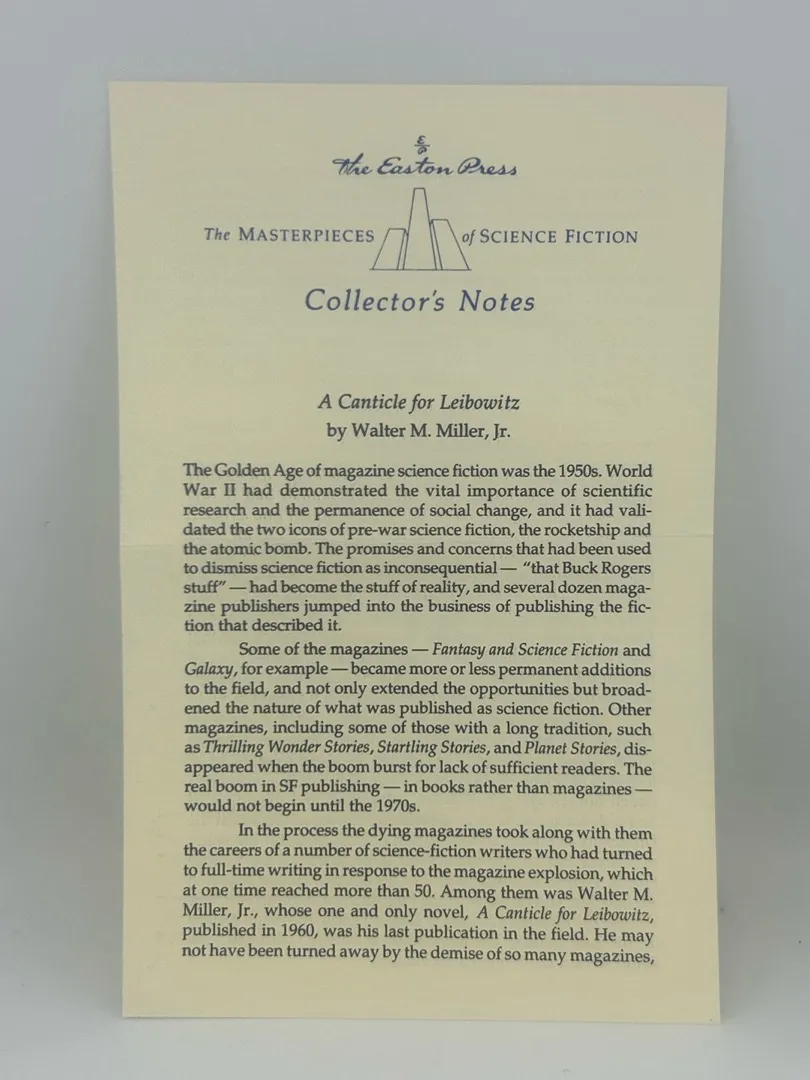 E/P
The Easton Press
The MASTERPIECES of SCIENCE FICTION
Collector's Notes
A Canticle for Leibowitz
by Walter M. Miller, Jr.
The Golden Age of magazine science fiction was the 1950s. World
War II had demonstrated the vital importance of scientific
research and the permanence of social change, and it had vali-
dated the two icons of pre-war science fiction, the rocketship and
the atomic bomb. The promises and concerns that had been used
to dismiss science fiction as inconsequential — “that Buck Rogers
stuff” — had become the stuff of reality, and several dozen maga-
zine publishers jumped into the business of publishing the fic-
tion that described it.
Some of the magazines — Fantasy and Science Fiction and
Galaxy, for example — became more or less permanent additions
to the field, and not only extended the opportunities but broad-
ened the nature of what was published as science fiction. Other
magazines, including some of those with a long tradition, such
as Thrilling Wonder Stories, Startling Stories, and Planet Stories, dis-
appeared when the boom burst for lack of sufficient readers. The
real boom in SF publishing — in books rather than magazines —
would not begin until the 1970s.
In the process the dying magazines took along with them
the careers of a number of science-fiction writers who had turned
to full-time writing in response to the magazine explosion, which
at one time reached more than 50. Among them was Walter M.
Miller, Jr., whose one and only novel, A Canticle for Leibowitz,
published in 1960, was his last publication in the field. He may
not have been turned away by the demise of so many magazines,